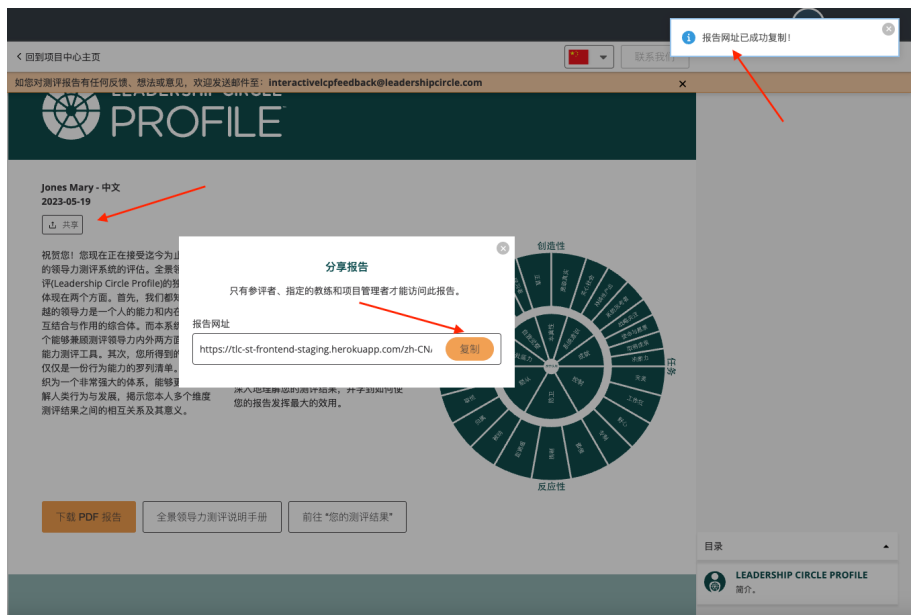 报告网址已成功复制!
回到项目中心主页
联系我们
如您对测评报告有任何反馈、想法或意见，欢迎发送邮件至：interactivelcpfeedback@leadershipcircle.com
LEADERSHIP CIRCLE
PROFILE
Jones Mary - 中文
2023-05-19
共享
祝贺您！您现在正在接受迄今为止
的领导力测评系统的评估。全景领
评(Leadership Circle Profile)的独
体现在两个方面。首先，我们都知
越的领导力是一个人的能力和内在
互结合与作用的综合体。而本系统
个能够兼顾测评领导力内外两方面
能力测评工具。其次，您所得到的
仅仅是一份行为能力的罗列清单。
织为一个非常强大的体系，能够更
解人类行为与发展，揭示您本人多个维度
测评结果之间的相互关系及其意义。
深入地理解您的测评结果，并学到如何使
您的报告发挥最大的效用。
分享报告
只有参评者、指定的教练和项目管理者才能访问此报告。
报告网址
https://tlc-st-frontend-staging.herokuapp.com/zh-CN/
复制
创造性
任务
反应性
下载 PDF 报告
全景领导力测评说明手册
前往 "您的测评结果"
目录
LEADERSHIP CIRCLE PROFILE
简介。